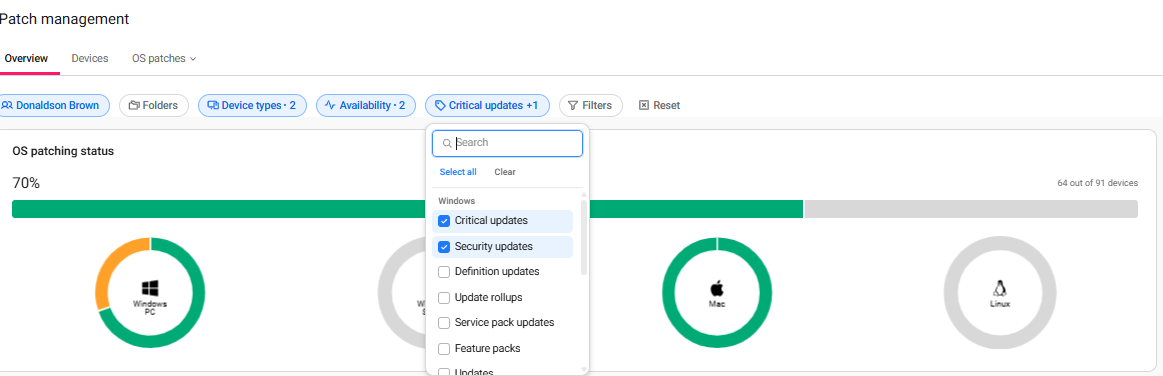 Patch management
Overview Devices OS patches
Donaldson Brown Folders Device types · 2 Availability · 2 Critical updates +1 Filters Reset
Search
Select all Clear
Windows
Critical updates
Security updates
Definition updates
Update rollups
Service pack updates
Feature packs
Updates
OS patching status
70%
64 out of 91 devices
Windows
PC
Mac
Linux